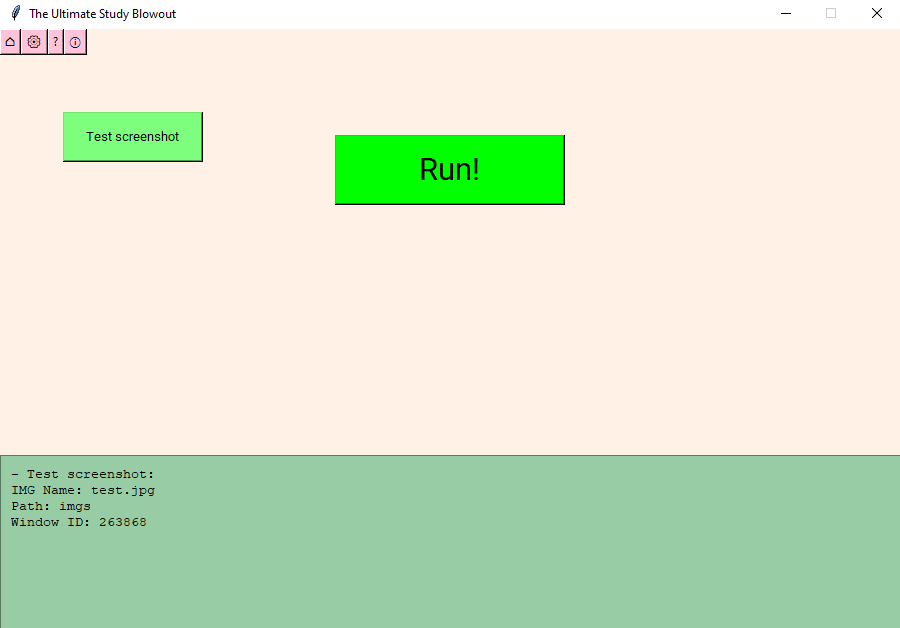 The Ultimate Study Blowout
?
Test screenshot
Run!
- Test screenshot:
IMG Name: test.jpg
Path: imgs
Window ID: 263868